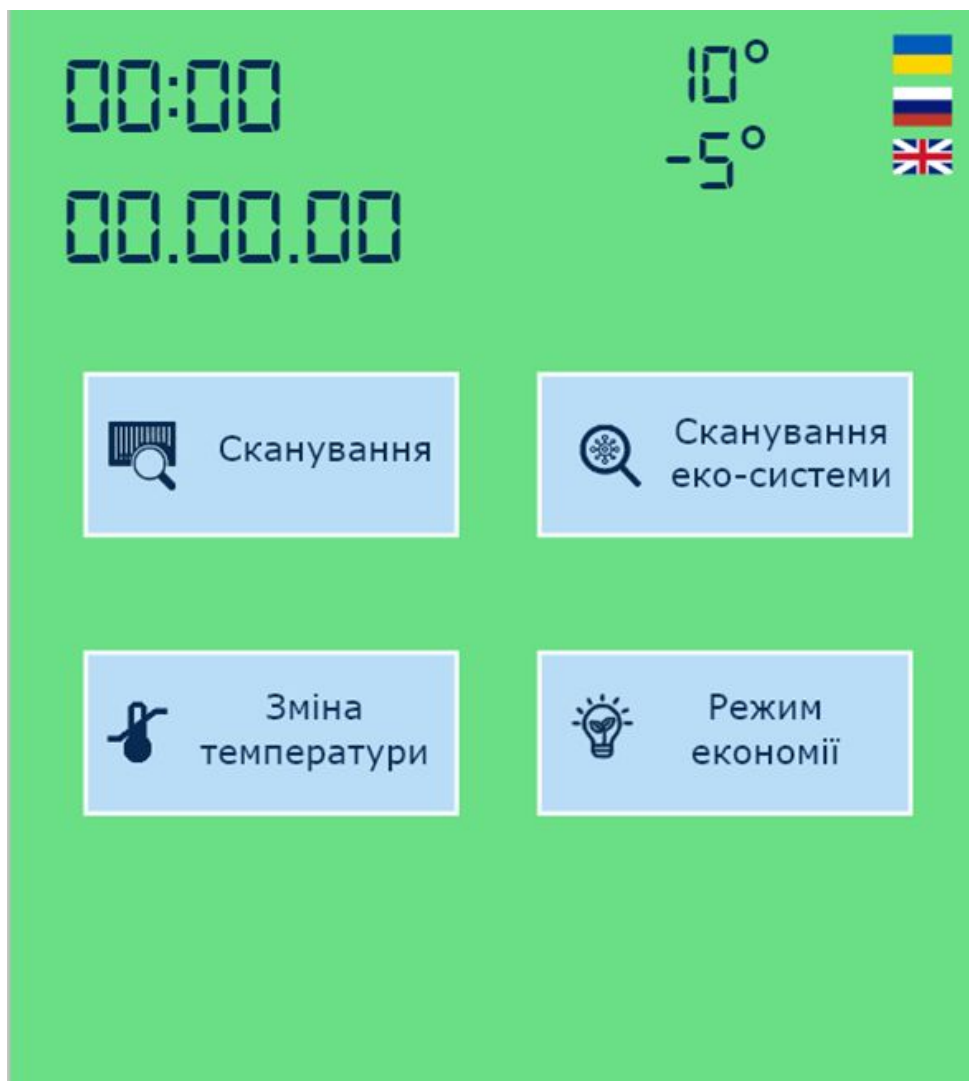 00:00
10°
-5°
00.00.00
Сканування
Сканування
еко-системи
Зміна
температури
Режим
економії